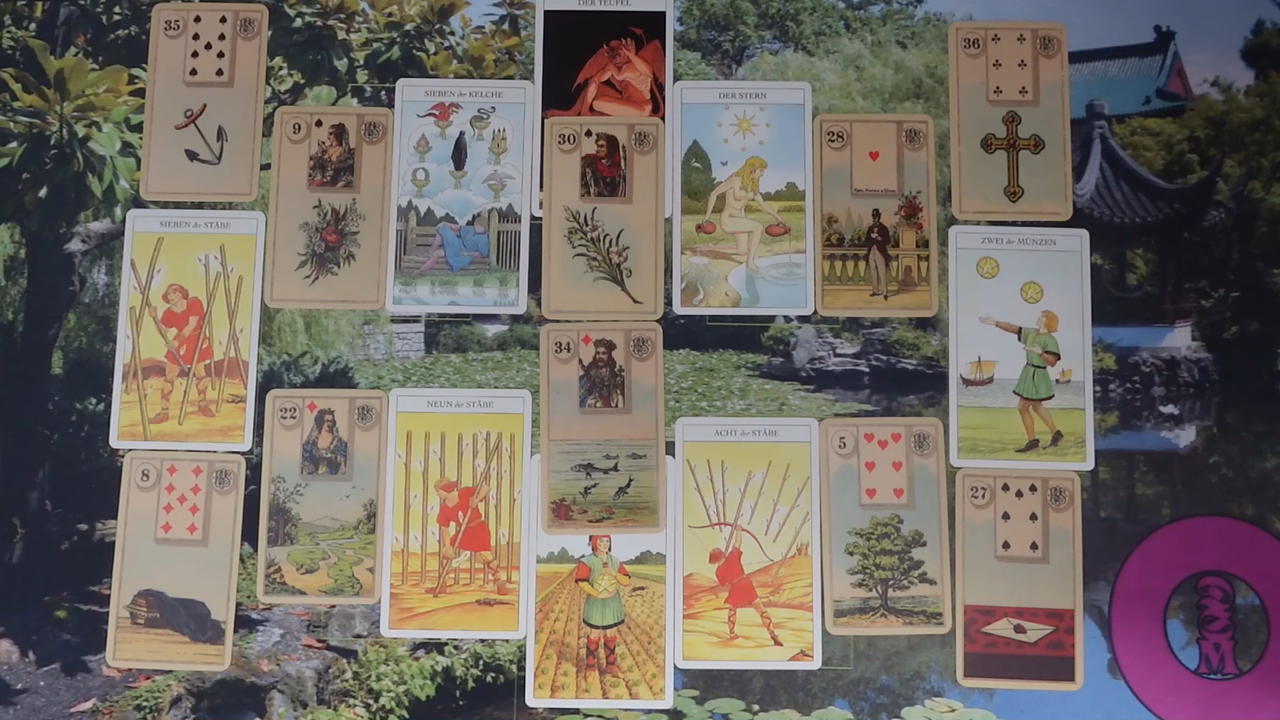 DER TEUFEL
35
36
9
SIEBEN der KELCHE
30
DER STERN
28
SIEBEN der STÄBE
ZWEI der MÜNZEN
34
22
NEUN der STÄBE
ACHT der STÄBE
5
8
27